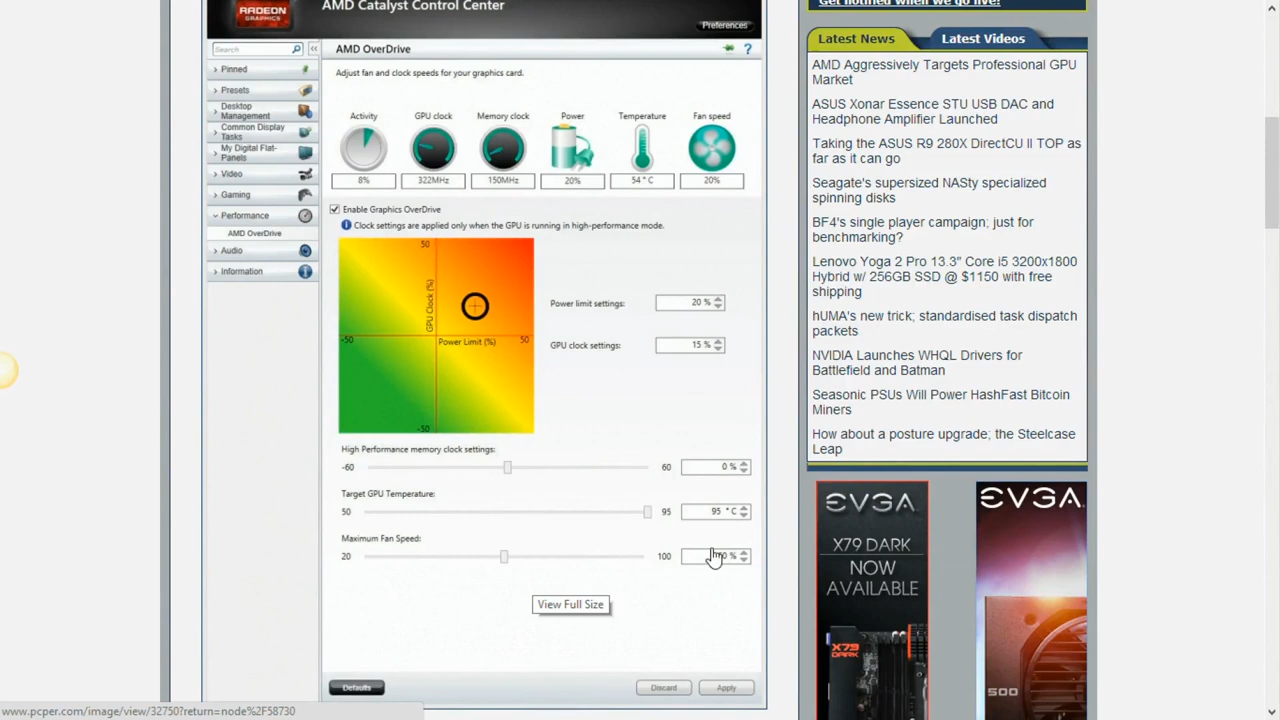 RADEON
GRAPHICS
AMD Catalyst Control Center
Preferences
Search
AMD OverDrive
?
Pinned
Presets
Desktop
Management
Common Display
Tasks
My Digital Flat-
Panels
Video
Gaming
Performance
AMD OverDrive
Audio
Information
Adjust fan and clock speeds for your graphics card.
Activity
GPU clock
Memory clock
Power
Temperature
Fan speed
8%
322MHz
150MHz
20%
54 ° C
20%
Enable Graphics OverDrive
Clock settings are applied only when the GPU is running in high-performance mode.
50
GPU Clock (%)
-50
Power Limit (%)
50
-50
Power limit settings:
20 %
GPU clock settings:
15 %
High Performance memory clock settings:
-60
60
0 %
Target GPU Temperature:
50
95
95 ° C
Maximum Fan Speed:
20
100
%
View Full Size
Defaults
Discard
Apply
www.pcper.com/image/view/32750?return=node%2F58730
Get notified when we go live!
Latest News
Latest Videos
AMD Aggressively Targets Professional GPU
Market
ASUS Xonar Essence STU USB DAC and
Headphone Amplifier Launched
Taking the ASUS R9 280X DirectCU II TOP as
far as it can go
Seagate's supersized NASty specialized
spinning disks
BF4's single player campaign; just for
benchmarking?
Lenovo Yoga 2 Pro 13.3" Core i5 3200x1800
Hybrid w/ 256GB SSD @ $1150 with free
shipping
hUMA's new trick; standardised task dispatch
packets
NVIDIA Launches WHQL Drivers for
Battlefield and Batman
Seasonic PSUs Will Power HashFast Bitcoin
Miners
How about a posture upgrade; the Steelcase
Leap
EVGA
X79 DARK
NOW
AVAILABLE
X79
DARK
EVGA
500